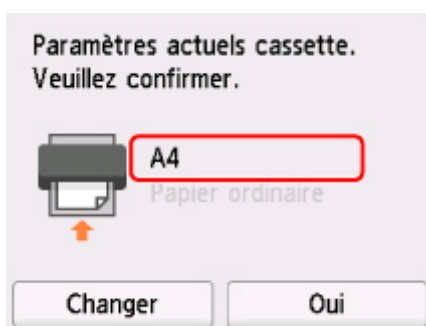 Paramètres actuels cassette.
Veuillez confirmer.
A4
Papier ordinaire
Changer
Oui